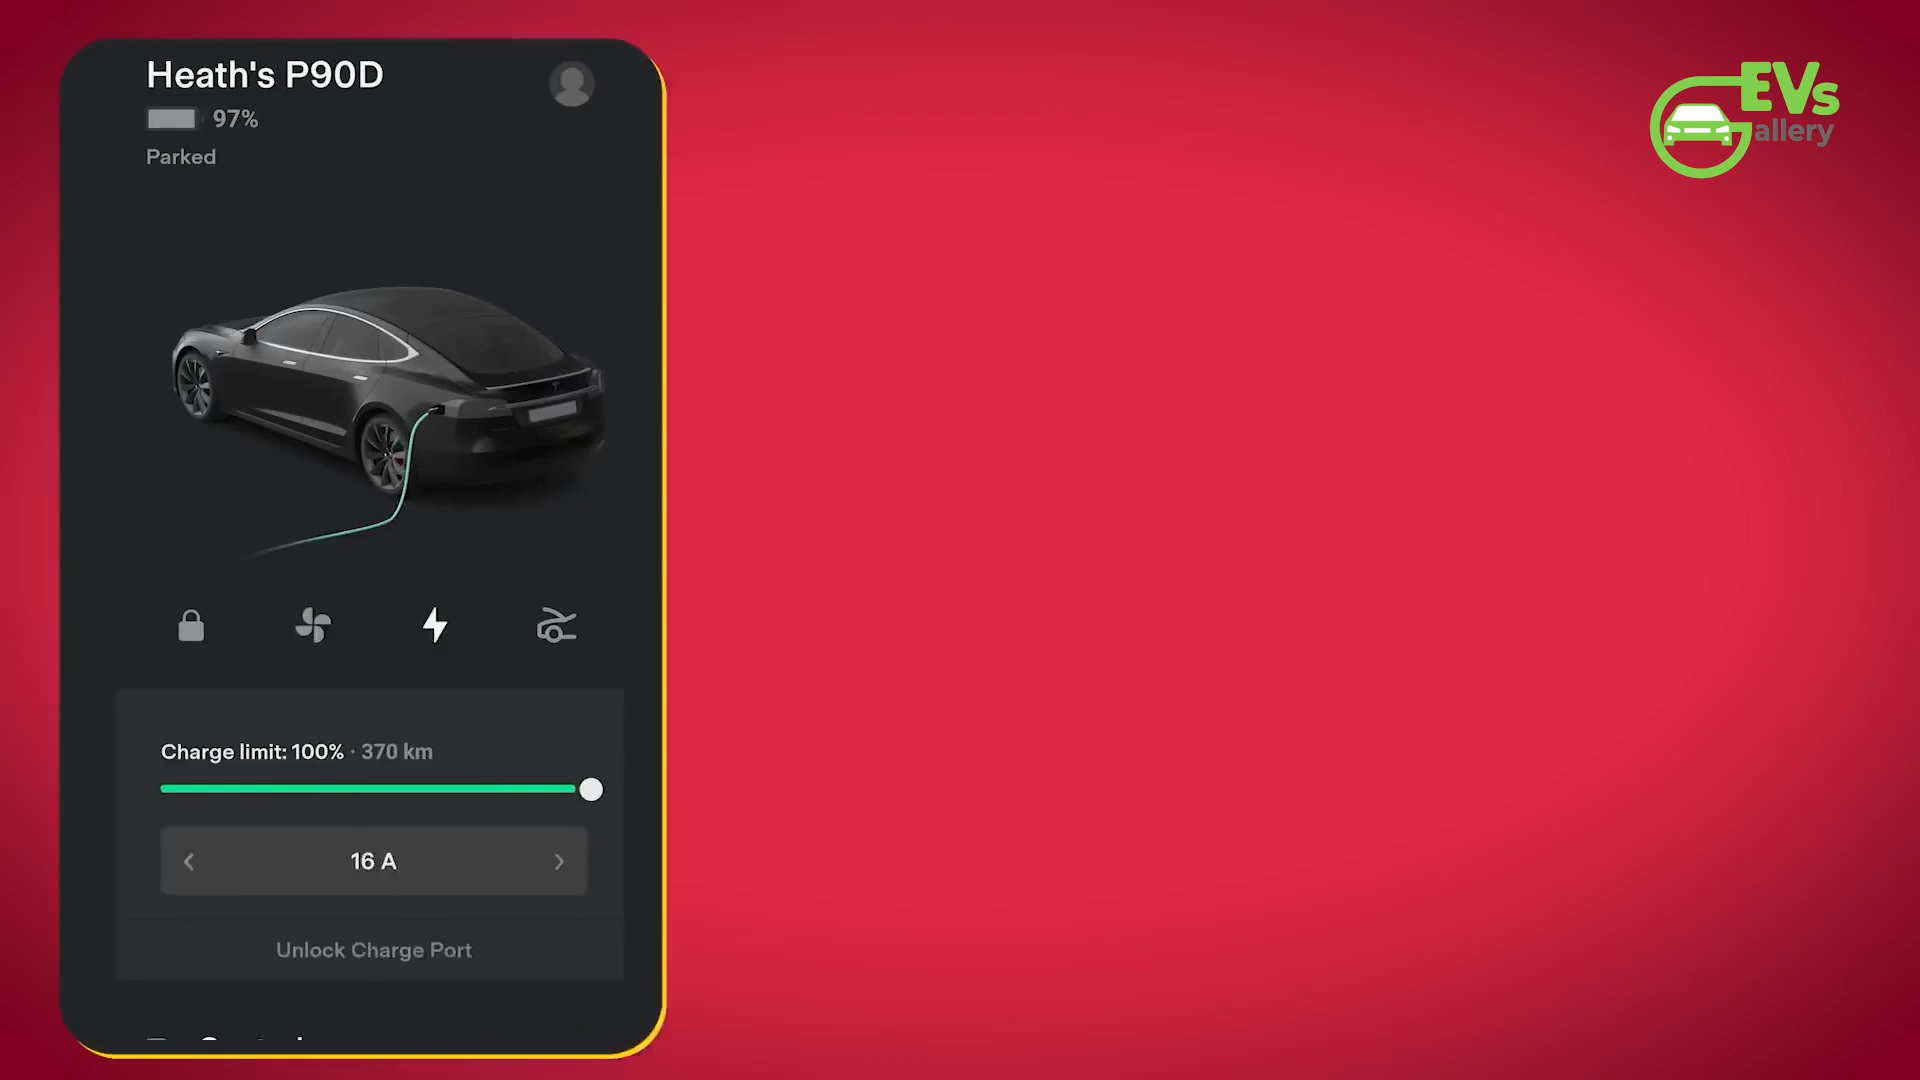 Heath's P90D
97%
Parked
EVs
allery
Charge limit: 100% · 370 km
16 A
Unlock Charge Port